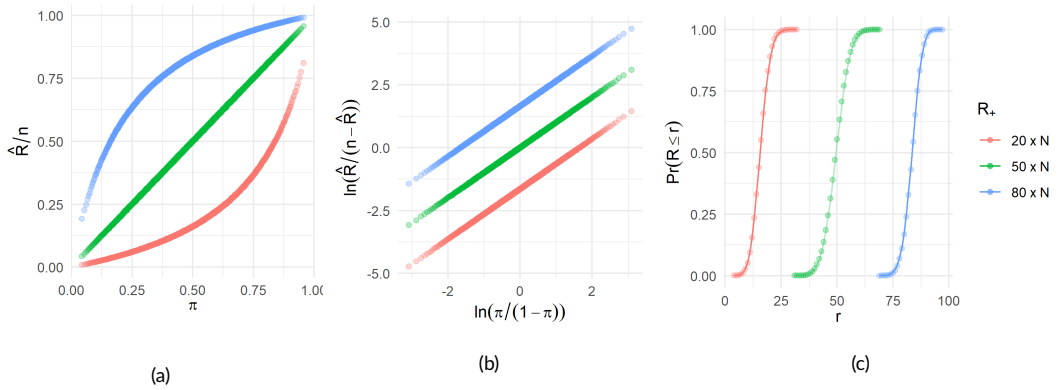 1.00
0.75
0.50
0.25
0.00
R̂/n
0.00 0.25 0.50 0.75 1.00
π
(a)
5.0
2.5
0.0
-2.5
-5.0
ln(R̂/(n − R̂))
-2 0 2
ln(π/(1 − π))
(b)
1.00
0.75
0.50
0.25
0.00
Pr(R ≤ r)
0 25 50 75 100
r
(c)
R₊
20 x N
50 x N
80 x N